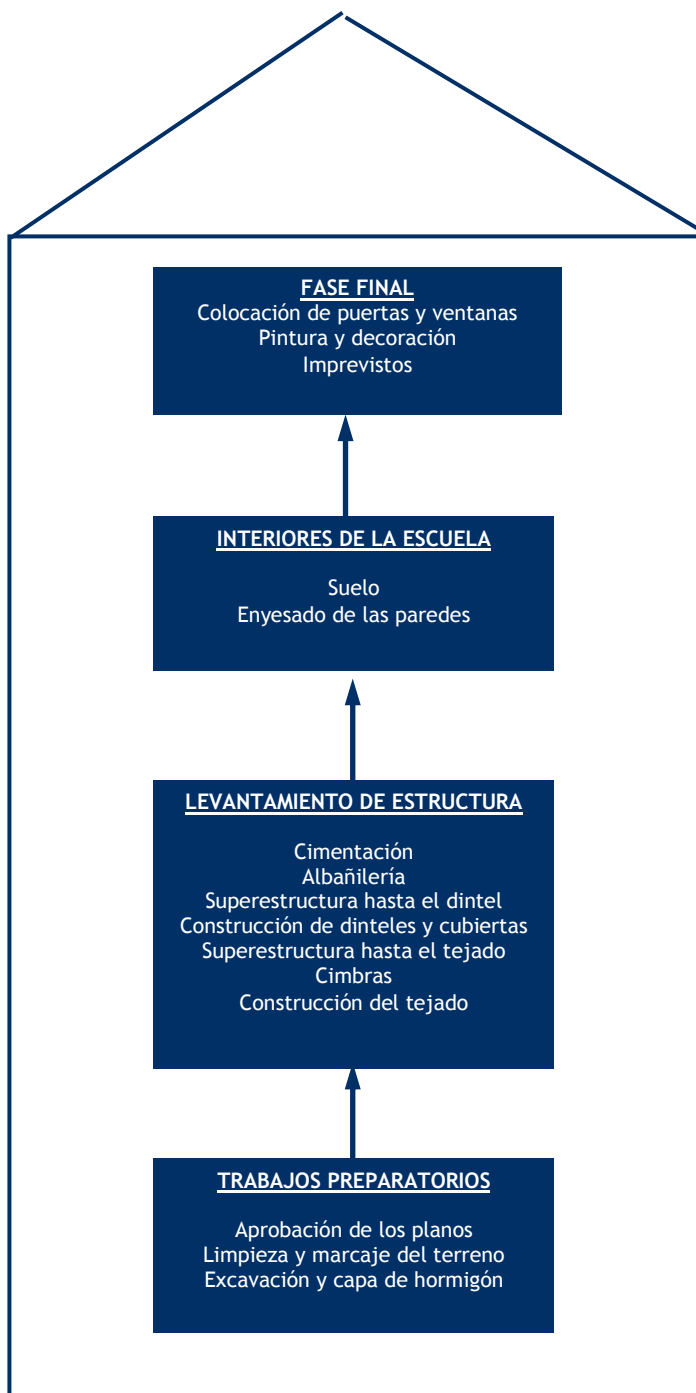 FASE FINAL
Colocación de puertas y ventanas
Pintura y decoración
Imprevistos
INTERIORES DE LA ESCUELA
Suelo
Enyesado de las paredes
LEVANTAMIENTO DE ESTRUCTURA
Cimentación
Albañilería
Superestructura hasta el dintel
Construcción de dinteles y cubiertas
Superestructura hasta el tejado
Cimbras
Construcción del tejado
TRABAJOS PREPARATORIOS
Aprobación de los planos
Limpieza y marcaje del terreno
Excavación y capa de hormigón